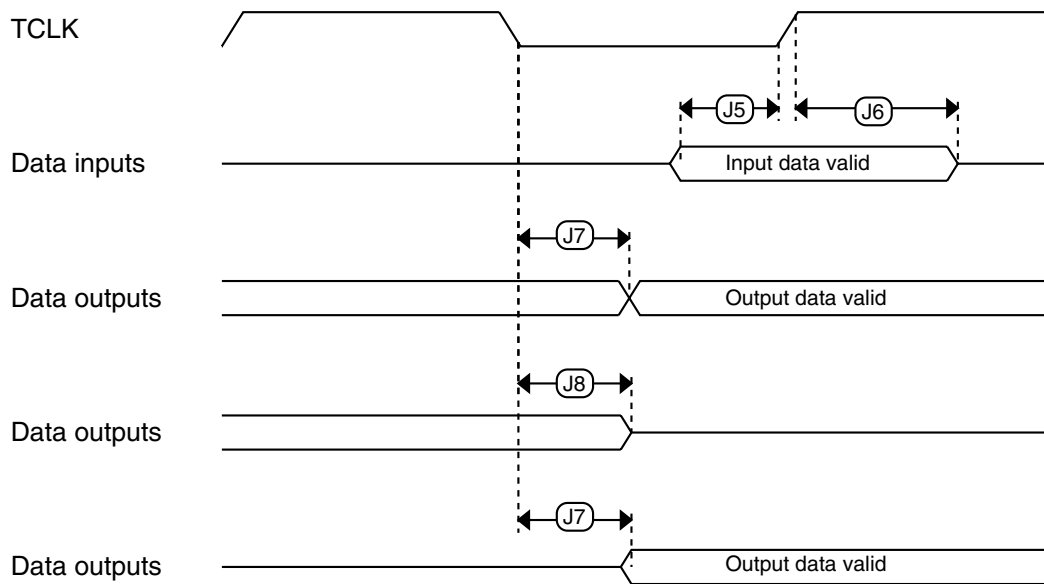 TCLK
J5
J6
Data inputs
Input data valid
J7
Data outputs
Output data valid
J8
Data outputs
J7
Data outputs
Output data valid